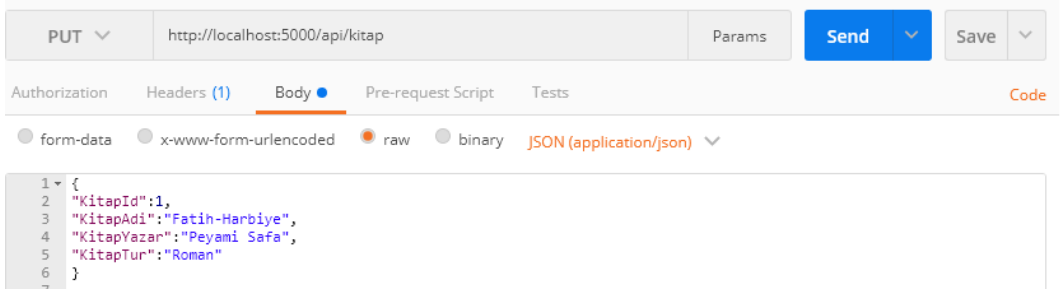 PUT http://localhost:5000/api/kitap Params Send Save
Authorization Headers (1) Body Pre-request Script Tests Code
form-data x-www-form-urlencoded raw binary JSON (application/json)
1 {
2 "KitapId":1,
3 "KitapAdi":"Fatih-Harbiye",
4 "KitapYazar":"Peyami Safa",
5 "KitapTur":"Roman"
6 }
7